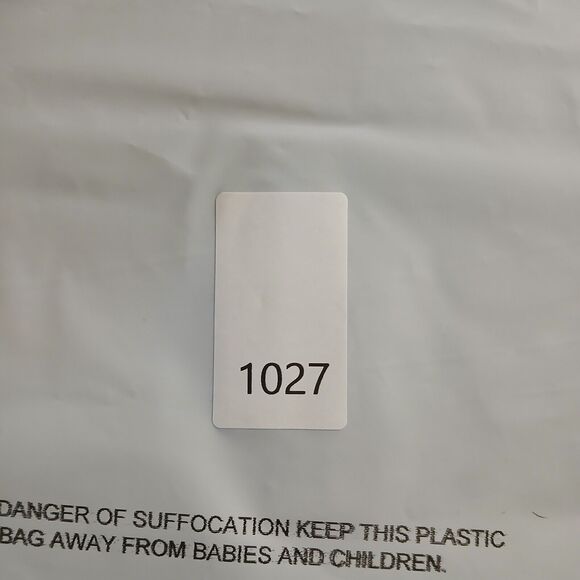 1027
DANGER OF SUFFOCATION KEEP THIS PLASTIC
BAG AWAY FROM BABIES AND CHILDREN.